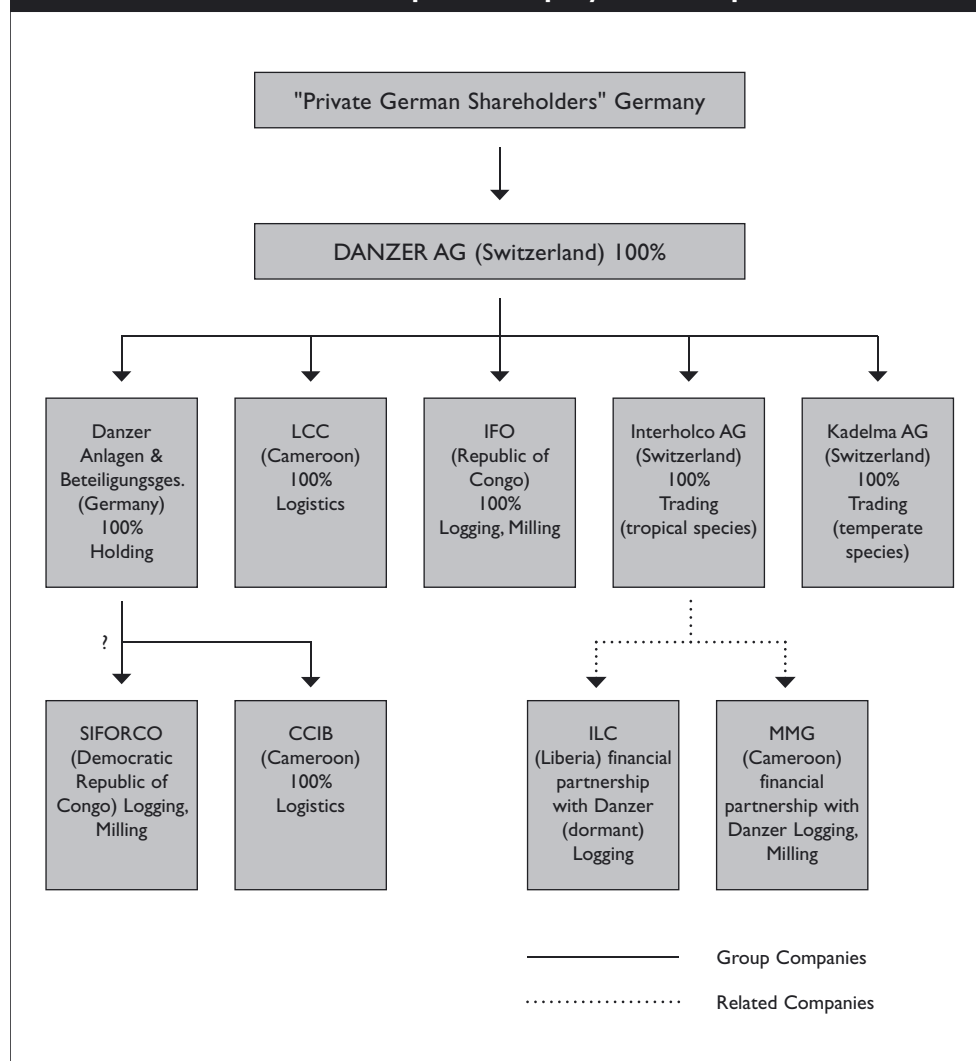 "Private German Shareholders" Germany
DANZER AG (Switzerland) 100%
Danzer
Anlagen &
Beteiligungsges.
(Germany)
100%
Holding
LCC
(Cameroon)
100%
Logistics
IFO
(Republic of
Congo)
100%
Logging, Milling
Interholco AG
(Switzerland)
100%
Trading
(tropical species)
Kadelma AG
(Switzerland)
100%
Trading
(temperate
species)
?
SIFORCO
(Democratic
Republic of
Congo) Logging,
Milling
CCIB
(Cameroon)
100%
Logistics
ILC
(Liberia) financial
partnership
with Danzer
(dormant)
Logging
MMG
(Cameroon)
financial
partnership with
Danzer Logging,
Milling
Group Companies
Related Companies